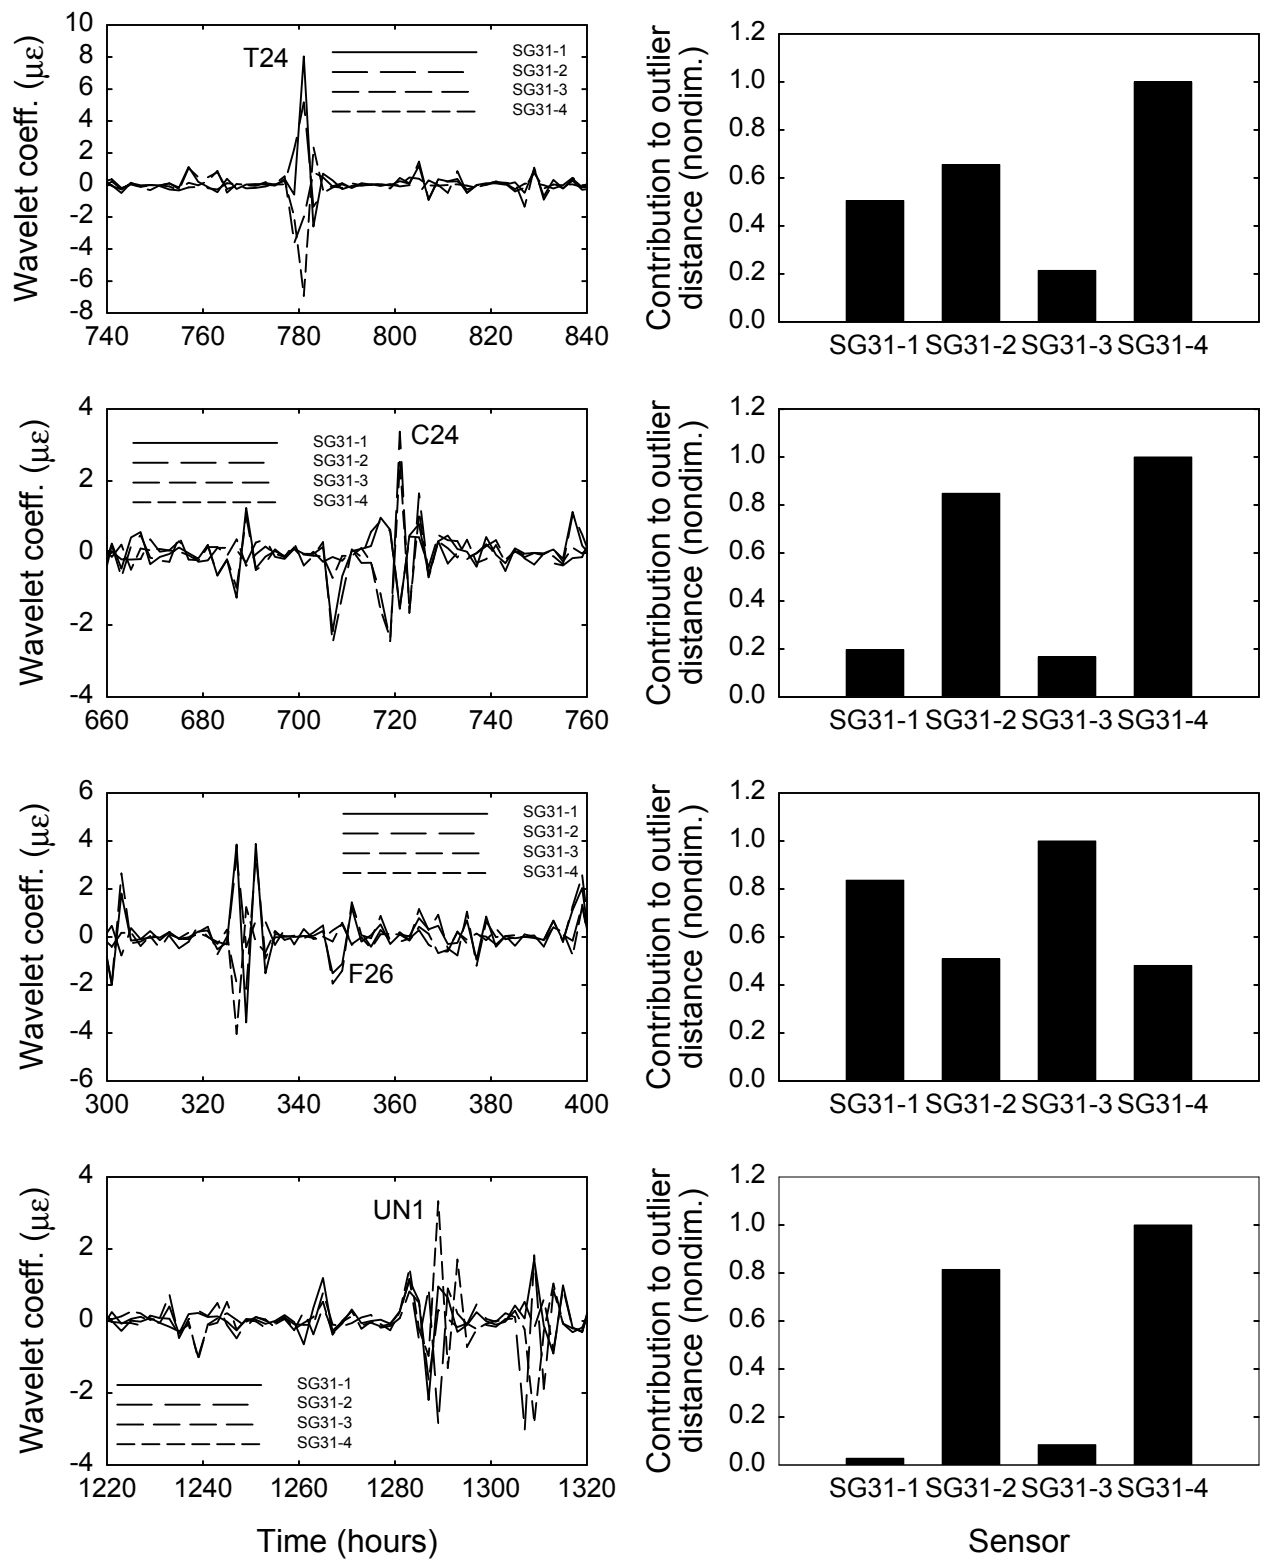 Wavelet coeff. (με)
10
8
6
4
2
0
-2
-4
-6
-8
T24
SG31-1
SG31-2
SG31-3
SG31-4
740 760 780 800 820 840
Contribution to outlier
distance (nondim.)
1.2
1.0
0.8
0.6
0.4
0.2
0.0
SG31-1 SG31-2 SG31-3 SG31-4
Wavelet coeff. (με)
4
2
0
-2
-4
C24
SG31-1
SG31-2
SG31-3
SG31-4
660 680 700 720 740 760
Contribution to outlier
distance (nondim.)
1.2
1.0
0.8
0.6
0.4
0.2
0.0
SG31-1 SG31-2 SG31-3 SG31-4
Wavelet coeff. (με)
6
4
2
0
-2
-4
-6
SG31-1
SG31-2
SG31-3
SG31-4
F26
300 320 340 360 380 400
Contribution to outlier
distance (nondim.)
1.2
1.0
0.8
0.6
0.4
0.2
0.0
SG31-1 SG31-2 SG31-3 SG31-4
Wavelet coeff. (με)
4
2
0
-2
-4
UN1
SG31-1
SG31-2
SG31-3
SG31-4
1220 1240 1260 1280 1300 1320
Time (hours)
Contribution to outlier
distance (nondim.)
1.2
1.0
0.8
0.6
0.4
0.2
0.0
SG31-1 SG31-2 SG31-3 SG31-4
Sensor